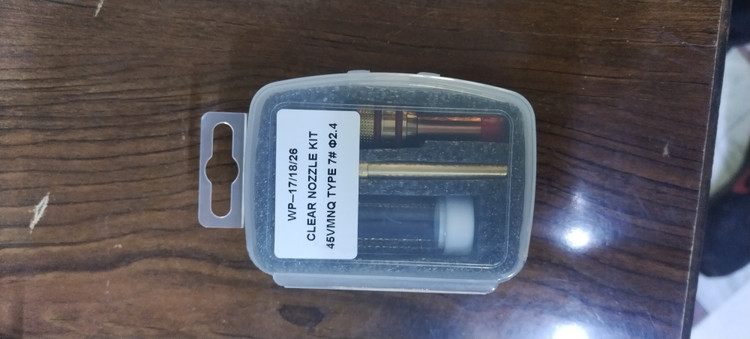 WP-17/18/26
CLEAR NOZZLE KIT
45VMNQ TYPE 7# Φ2.4